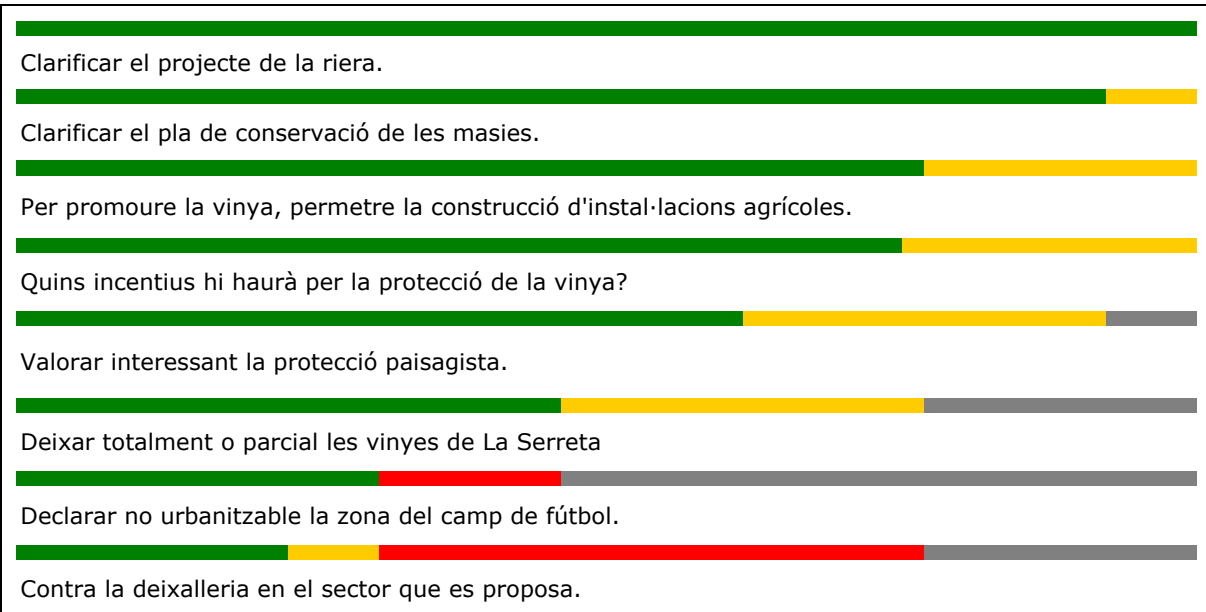 Clarificar el projecte de la riera.
Clarificar el pla de conservació de les masies.
Per promoure la vinya, permetre la construcció d'instal·lacions agrícoles.
Quins incentius hi haurà per la protecció de la vinya?
Valorar interessant la protecció paisagista.
Deixar totalment o parcial les vinyes de La Serreta
Declarar no urbanitzable la zona del camp de fútbol.
Contra la deixalleria en el sector que es proposa.